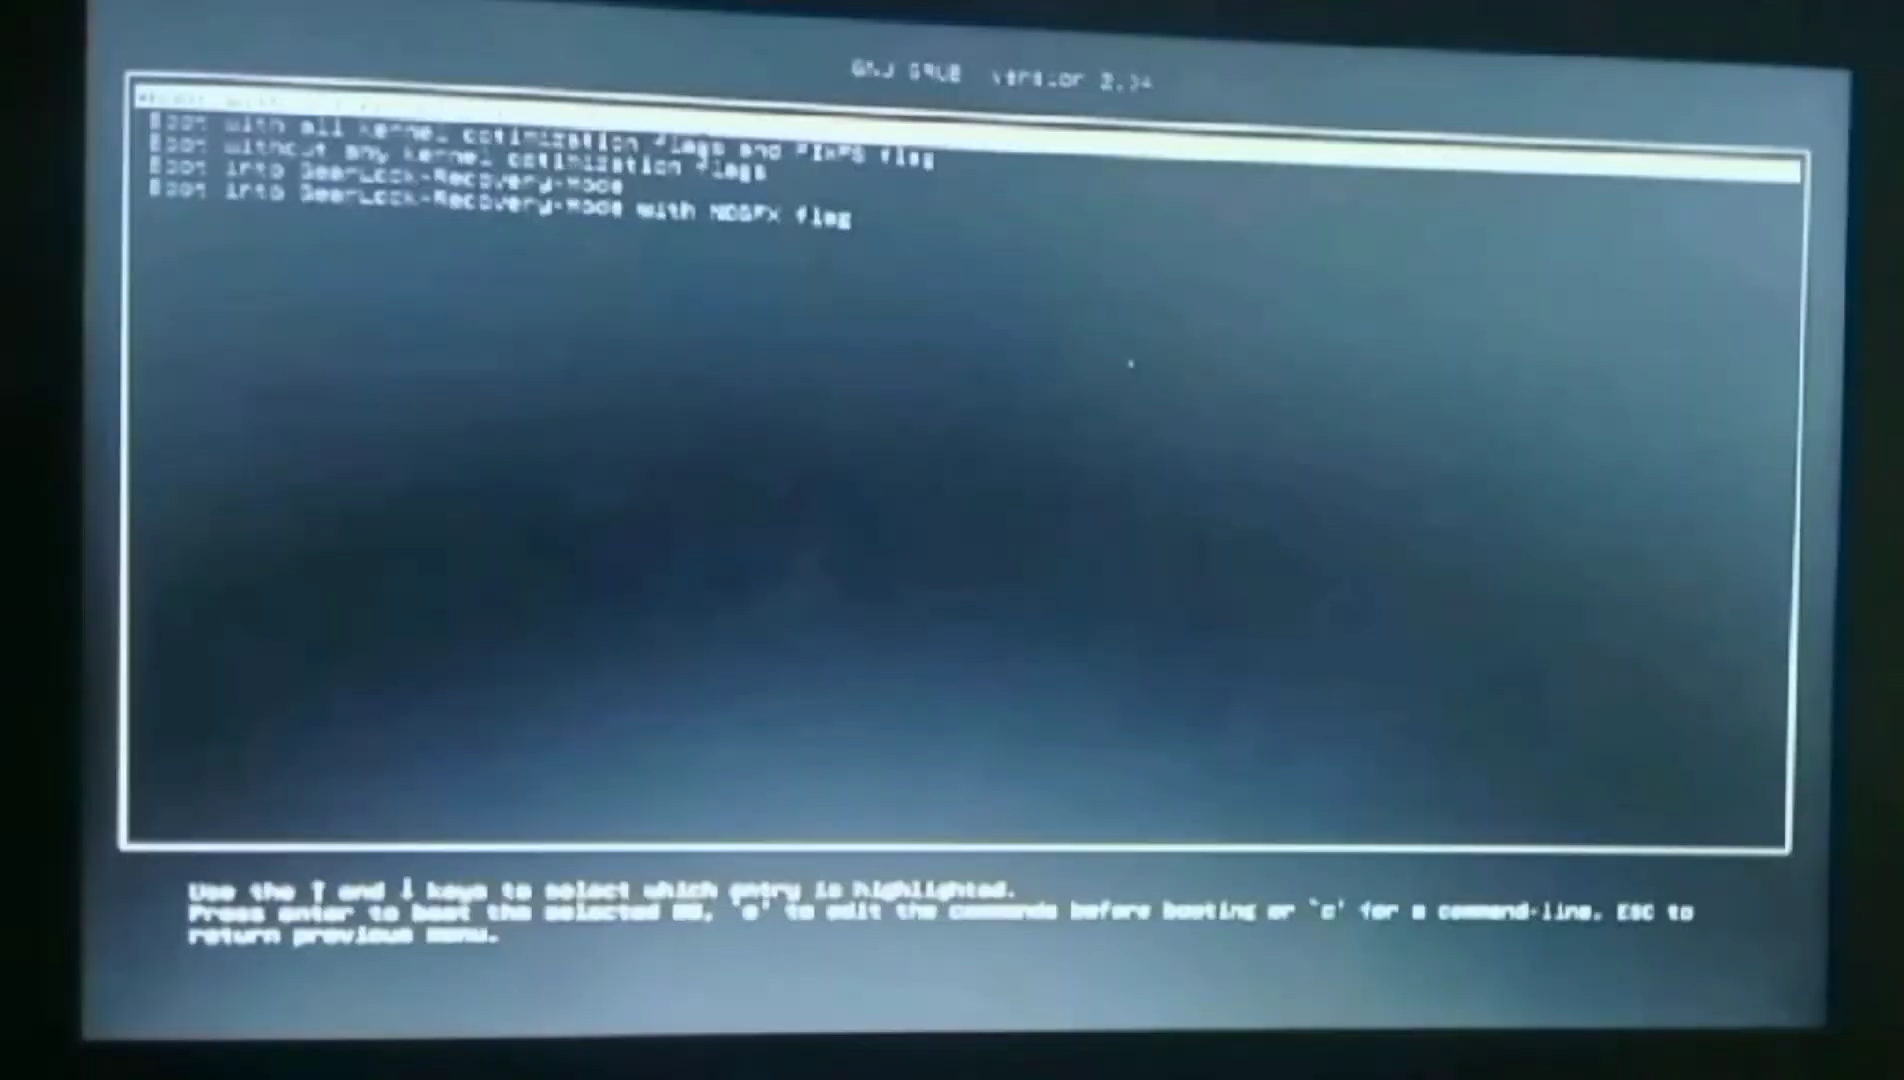 GNU GRUB version 2.04
Boot with all kernel optimization flags and FIXFS flag
Boot without any kernel optimization flags
Boot into GearLock-Recovery-Mode
Boot into GearLock-Recovery-Mode with NOGFX flag
Use the ↑ and ↓ keys to select which entry is highlighted.
Press enter to boot the selected OS, `e' to edit the commands before booting or `c' for a command-line. ESC to
return previous menu.